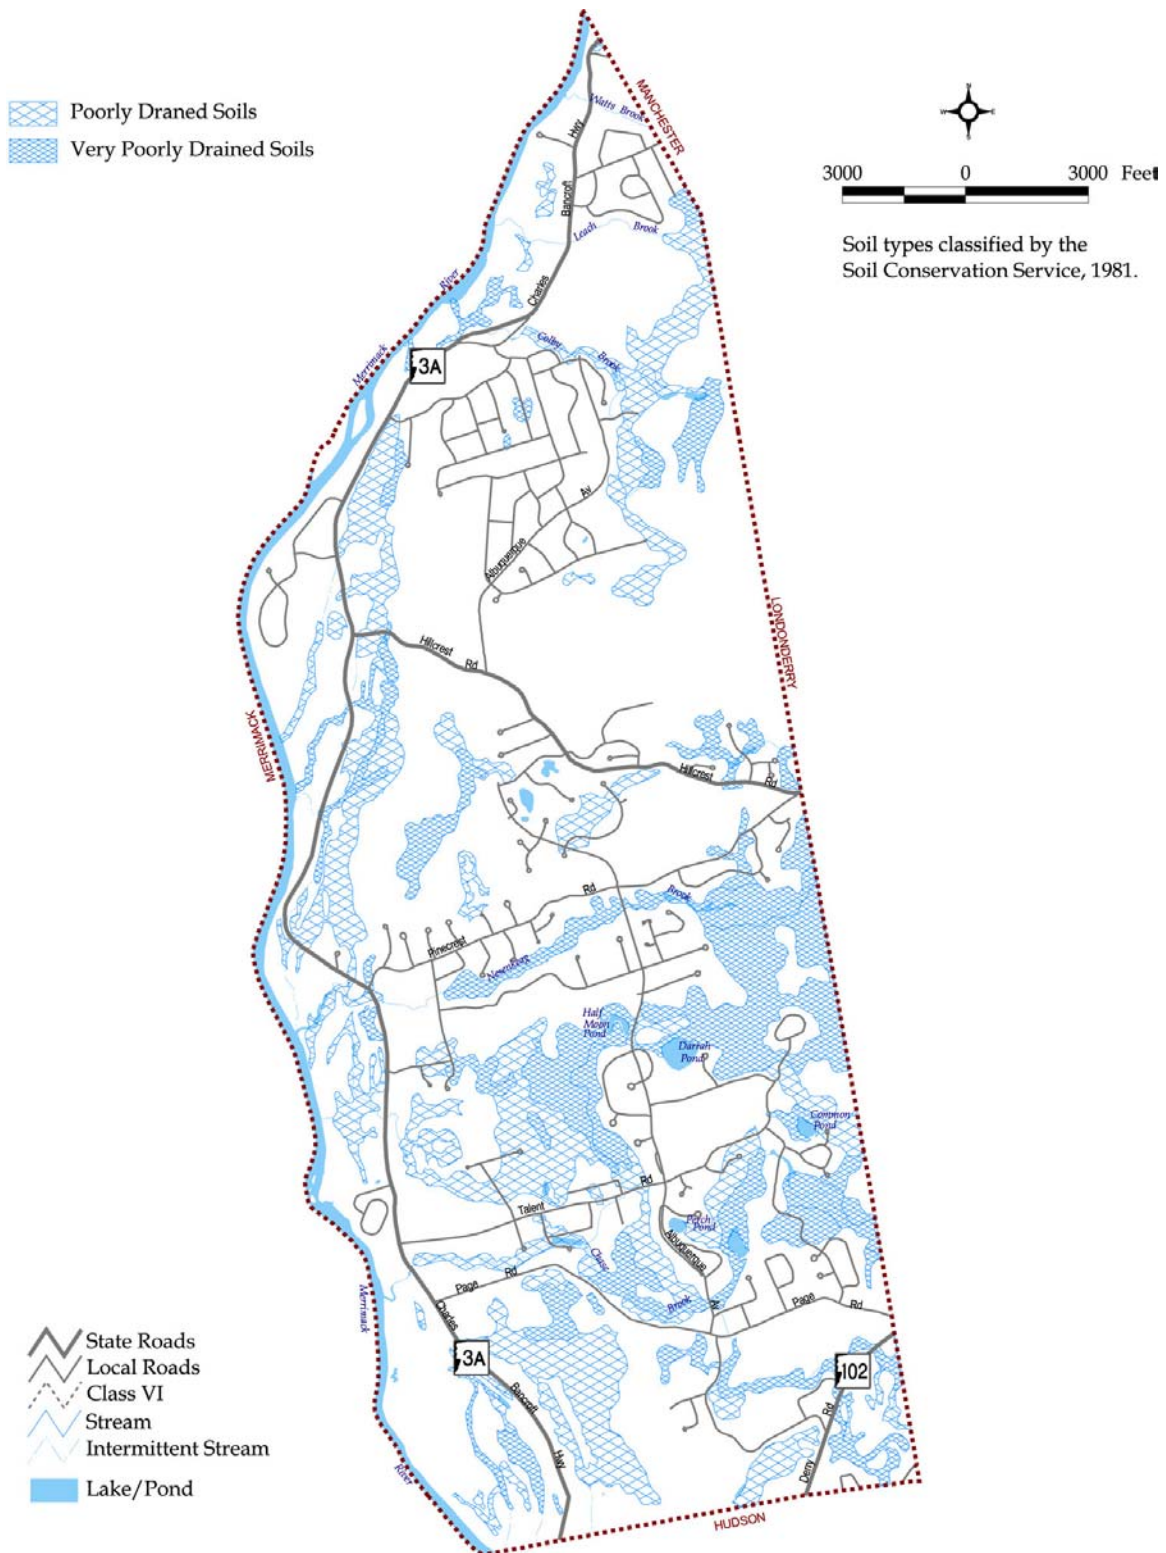 MANCHESTER
Watts Brook
Poorly Draned Soils
Very Poorly Drained Soils
N
W E
S
3000 0 3000 Feet
Soil types classified by the
Soil Conservation Service, 1981.
Hwy
Bancroft
Leach Brook
Charles
River
Merrimack
3A
Colby Brook
Albuquerque Av
Hillcrest Rd
LONDONDERRY
MERRIMACK
Hillcrest Rd
Pinecrest Rd
Nesenkeag Brook
Half
Moon
Pond
Darrah
Pond
Common
Pond
Talent Rd
Perch
Pond
Albuquerque Av
Chase Brook
Page Rd
Page Rd
Merrimack
River
Charles
3A
Bancroft
Hwy
102
Derry Rd
HUDSON
State Roads
Local Roads
Class VI
Stream
Intermittent Stream
Lake/Pond